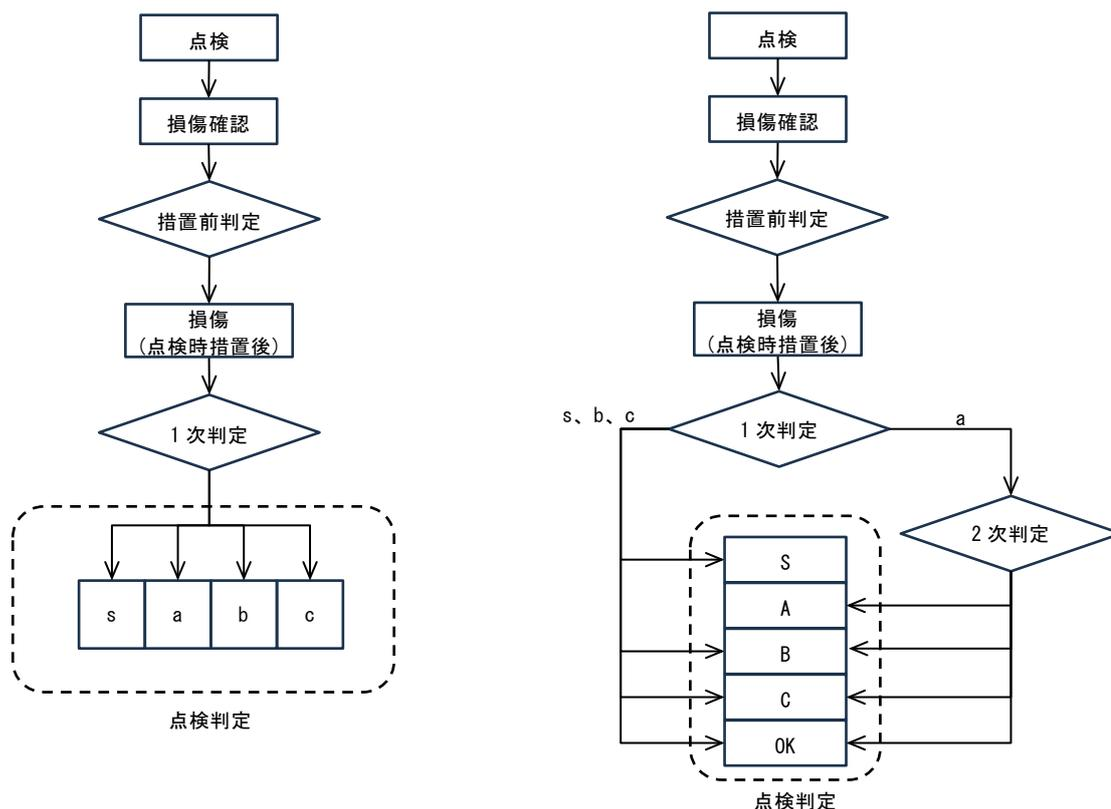 点検
損傷確認
措置前判定
損傷
(点検時措置後)
1次判定
s
a
b
c
点検判定
点検
損傷確認
措置前判定
損傷
(点検時措置後)
s、b、c
1次判定
a
2次判定
S
A
B
C
OK
点検判定